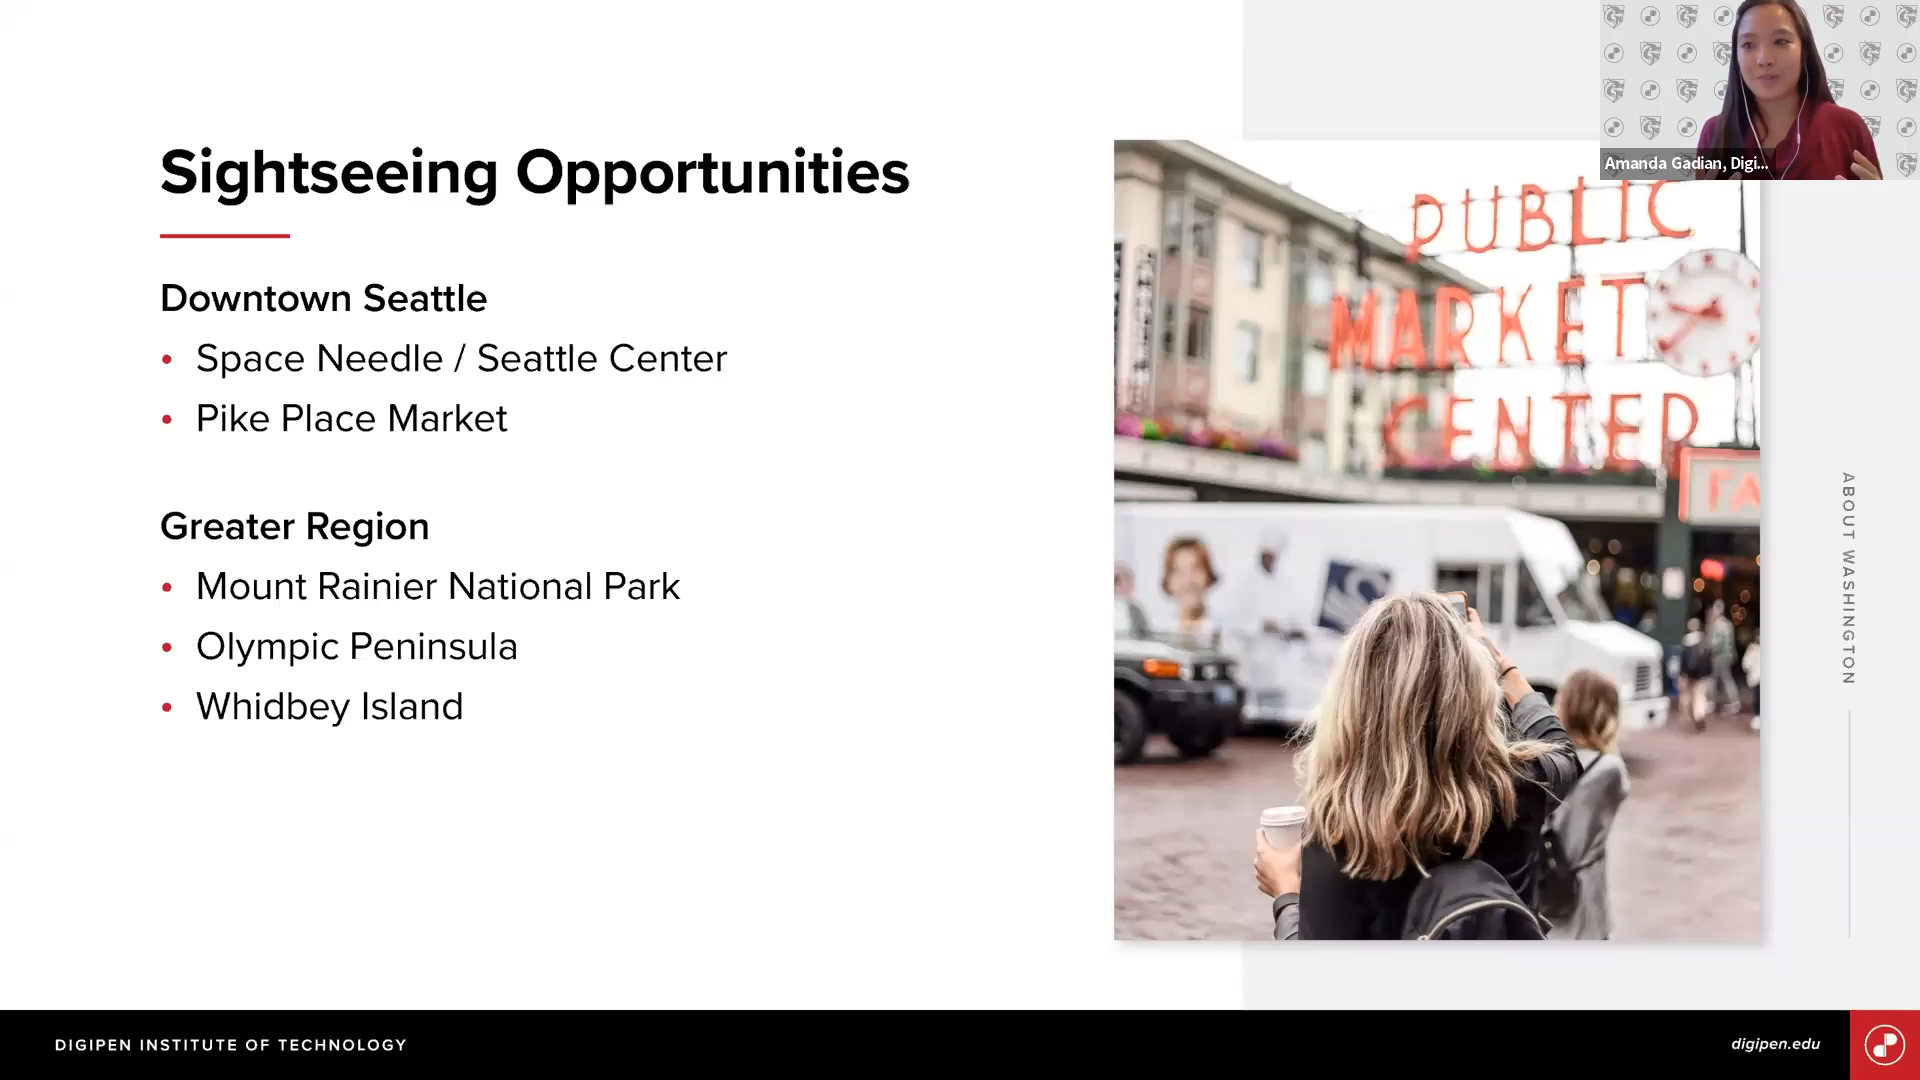 Amanda Gadian, Digi...
Sightseeing Opportunities
Downtown Seattle
• Space Needle / Seattle Center
• Pike Place Market
Greater Region
• Mount Rainier National Park
• Olympic Peninsula
• Whidbey Island
PUBLIC
MARKET
CENTER
FA
ABOUT WASHINGTON
DIGIPEN INSTITUTE OF TECHNOLOGY
digipen.edu